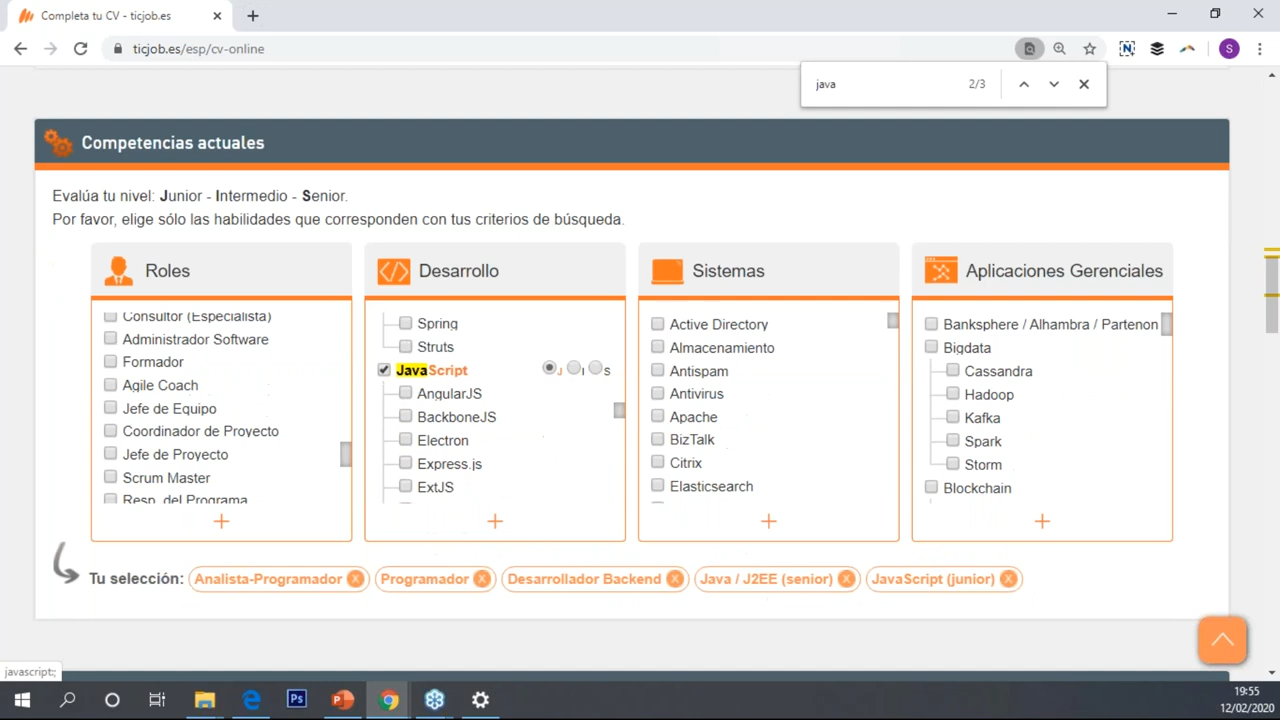 Completa tu CV - ticjob.es
ticjob.es/esp/cv-online
N
S
java
2/3
Competencias actuales
Evalúa tu nivel: Junior - Intermedio - Senior.
Por favor, elige sólo las habilidades que corresponden con tus criterios de búsqueda.
Roles
Consultor (Especialista)
Administrador Software
Formador
Agile Coach
Jefe de Equipo
Coordinador de Proyecto
Jefe de Proyecto
Scrum Master
Resp. del Programa
Desarrollo
Spring
Struts
JavaScript J I S
AngularJS
BackboneJS
Electron
Express.js
ExtJS
Sistemas
Active Directory
Almacenamiento
Antispam
Antivirus
Apache
BizTalk
Citrix
Elasticsearch
Aplicaciones Gerenciales
Banksphere / Alhambra / Partenon
Bigdata
Cassandra
Hadoop
Kafka
Spark
Storm
Blockchain
Tu selección: Analista-Programador Programador Desarrollador Backend Java / J2EE (senior) JavaScript (junior)
javascript:;
Ps
19:55
12/02/2020